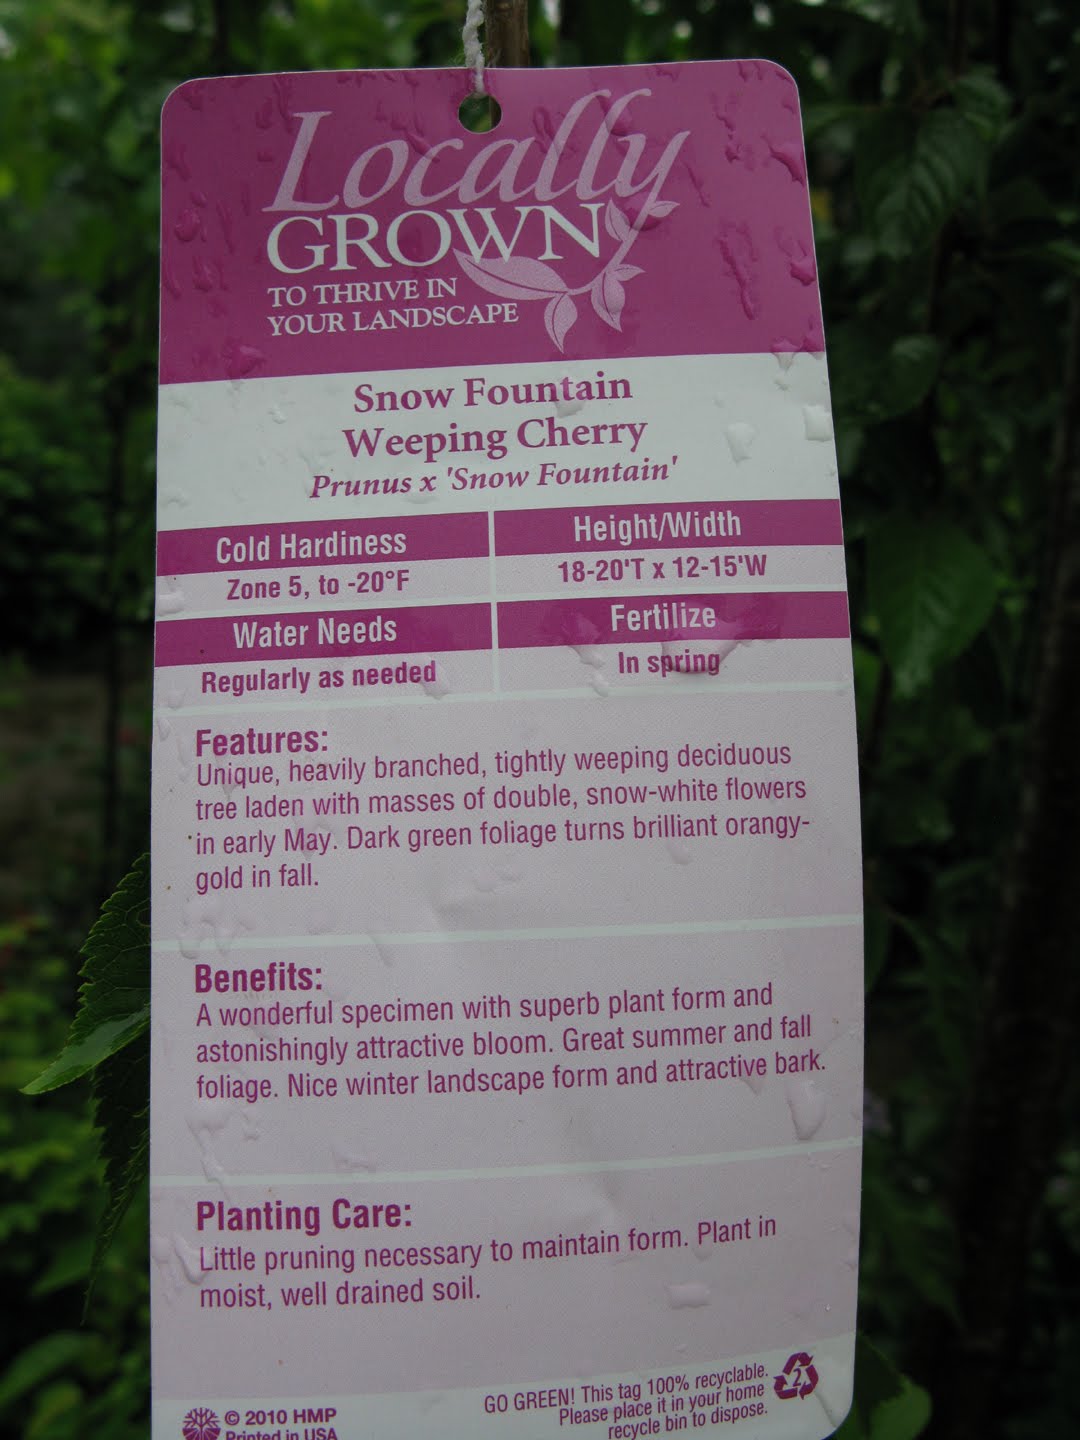 Locally
GROWN
TO THRIVE IN
YOUR LANDSCAPE
Snow Fountain
Weeping Cherry
Prunus x 'Snow Fountain'
Cold Hardiness
Zone 5, to -20°F
Height/Width
18-20'T x 12-15'W
Water Needs
Regularly as needed
Fertilize
In spring
Features:
Unique, heavily branched, tightly weeping deciduous
tree laden with masses of double, snow-white flowers
in early May. Dark green foliage turns brilliant orangy-
gold in fall.
Benefits:
A wonderful specimen with superb plant form and
astonishingly attractive bloom. Great summer and fall
foliage. Nice winter landscape form and attractive bark.
Planting Care:
Little pruning necessary to maintain form. Plant in
moist, well drained soil.
© 2010 HMP
Printed in USA
GO GREEN! This tag 100% recyclable.
Please place it in your home
recycle bin to dispose.
2